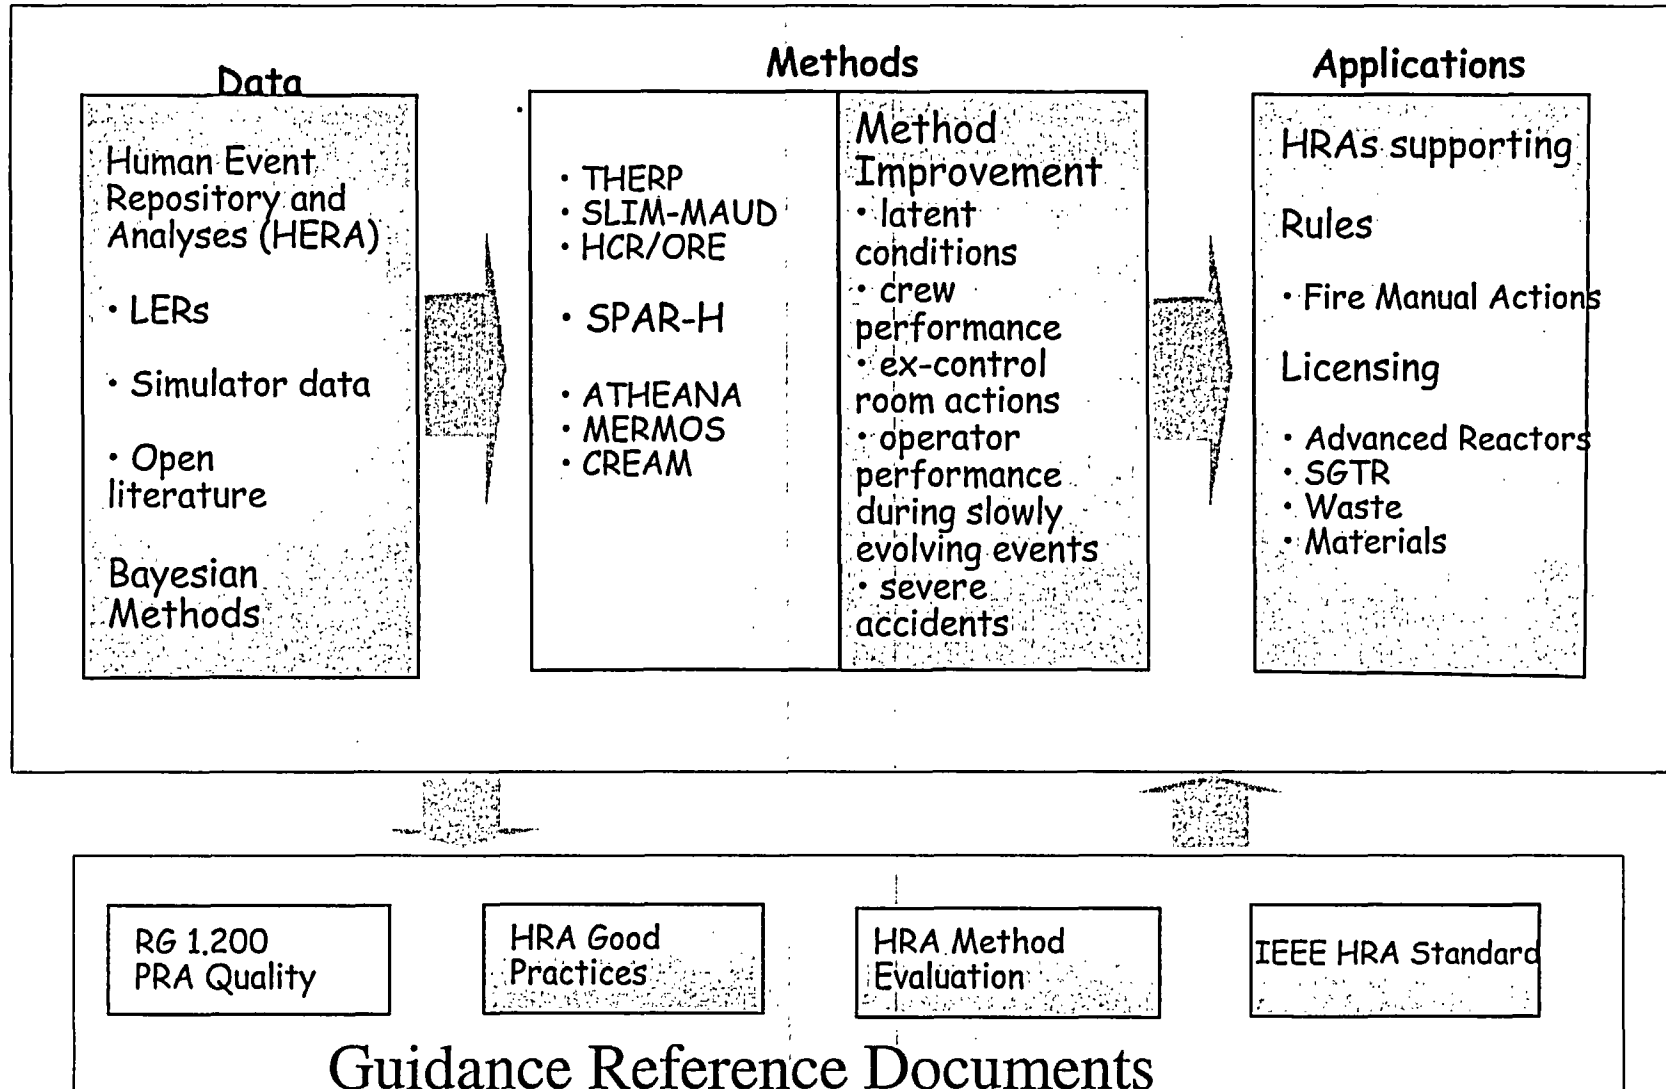 Data
Human Event
Repository and
Analyses (HERA)
• LERs
• Simulator data
• Open
literature
Bayesian
Methods
Methods
• THERP
• SLIM-MAUD
• HCR/ORE
• SPAR-H
• ATHEANA
• MERMOS
• CREAM
Method
Improvement
• latent
conditions
• crew
performance
• ex-control
room actions
• operator
performance
during slowly
evolving events
• severe
accidents
Applications
HRAs supporting
Rules
• Fire Manual Actions
Licensing
• Advanced Reactors
• SGTR
• Waste
• Materials
RG 1.200
PRA Quality
HRA Good
Practices
HRA Method
Evaluation
IEEE HRA Standard
Guidance Reference Documents